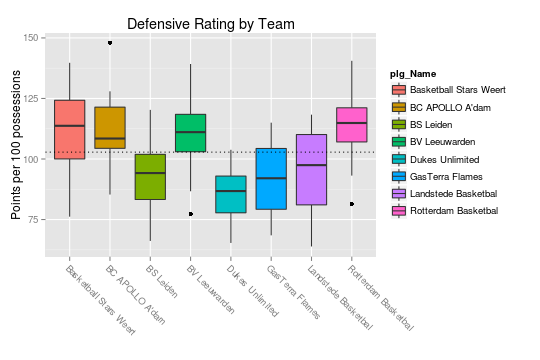 Defensive Rating by Team
Points per 100 possessions
150
125
100
75
Basketball Stars Weert
BC APOLLO A'dam
BS Leiden
BV Leeuwarden
Dukes Unlimited
GasTerra Flames
Landstede Basketbal
Rotterdam Basketbal
plg_Name
Basketball Stars Weert
BC APOLLO A'dam
BS Leiden
BV Leeuwarden
Dukes Unlimited
GasTerra Flames
Landstede Basketbal
Rotterdam Basketbal